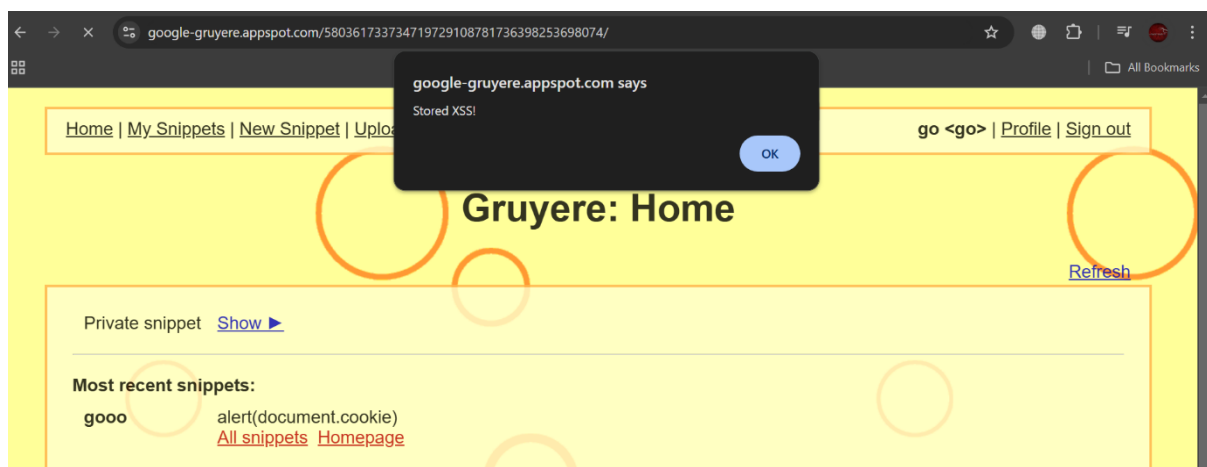 google-gruyere.appspot.com/580361733734719729108781736398253698074/
All Bookmarks
google-gruyere.appspot.com says
Stored XSS!
OK
Home | My Snippets | New Snippet | Uploa
go <go> | Profile | Sign out
Gruyere: Home
Refresh
Private snippet Show ►
Most recent snippets:
gooo alert(document.cookie)
All snippets Homepage